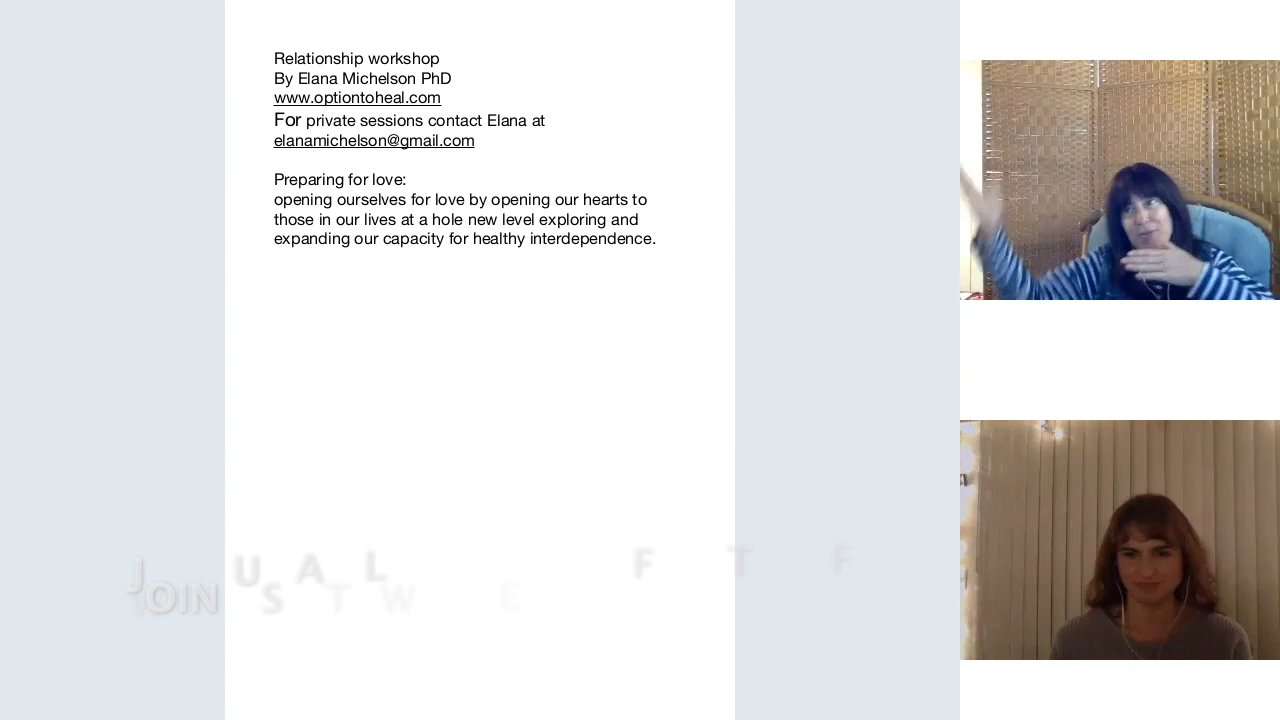 Relationship workshop
By Elana Michelson PhD
www.optiontoheal.com
For private sessions contact Elana at
elanamichelson@gmail.com
Preparing for love:
opening ourselves for love by opening our hearts to
those in our lives at a hole new level exploring and
expanding our capacity for healthy interdependence.